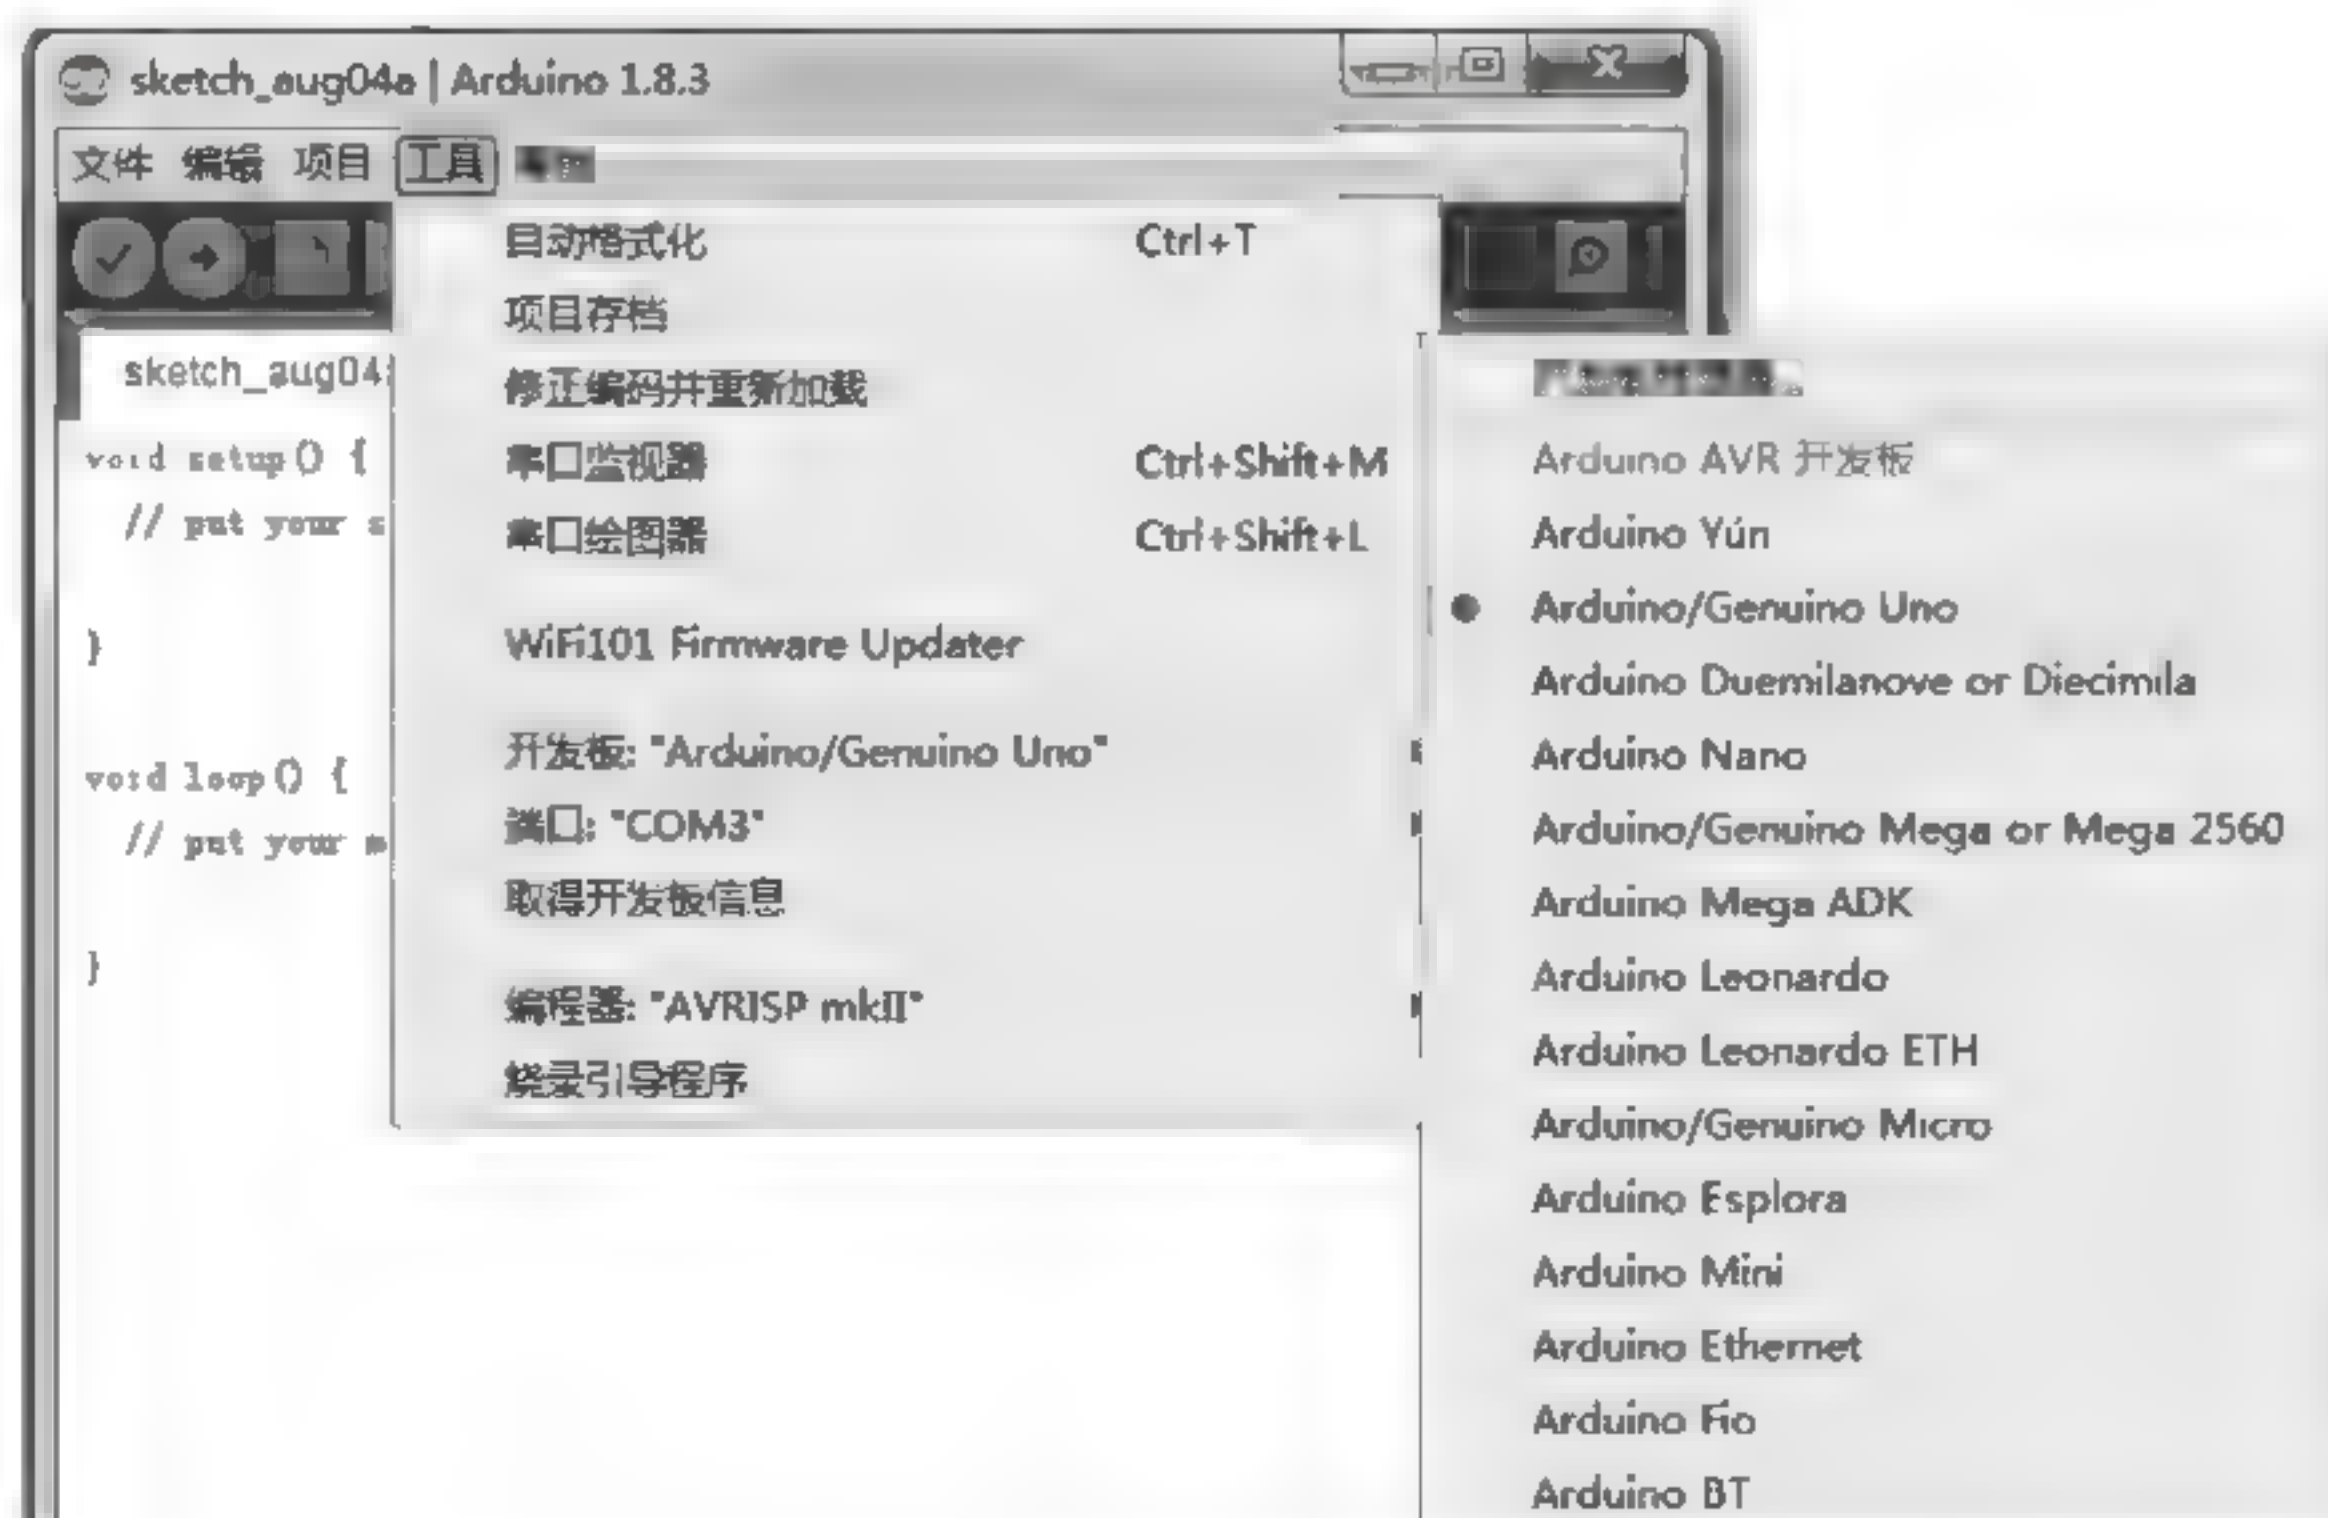 sketch_aug04a | Arduino 1.8.3
文件 编辑 项目 工具
自动格式化 Ctrl+T
项目存档
修正编码并重新加载
串口监视器 Ctrl+Shift+M
串口绘图器 Ctrl+Shift+L
WiFi101 Firmware Updater
开发板: "Arduino/Genuino Uno"
端口: "COM3"
取得开发板信息
编程器: "AVRISP mkII"
烧录引导程序
sketch_aug04
void setup() {
// put your s
}
void loop() {
// put your m
}
Arduino AVR 开发板
Arduino Yún
Arduino/Genuino Uno
Arduino Duemilanove or Diecimila
Arduino Nano
Arduino/Genuino Mega or Mega 2560
Arduino Mega ADK
Arduino Leonardo
Arduino Leonardo ETH
Arduino/Genuino Micro
Arduino Esplora
Arduino Mini
Arduino Ethernet
Arduino Fio
Arduino BT